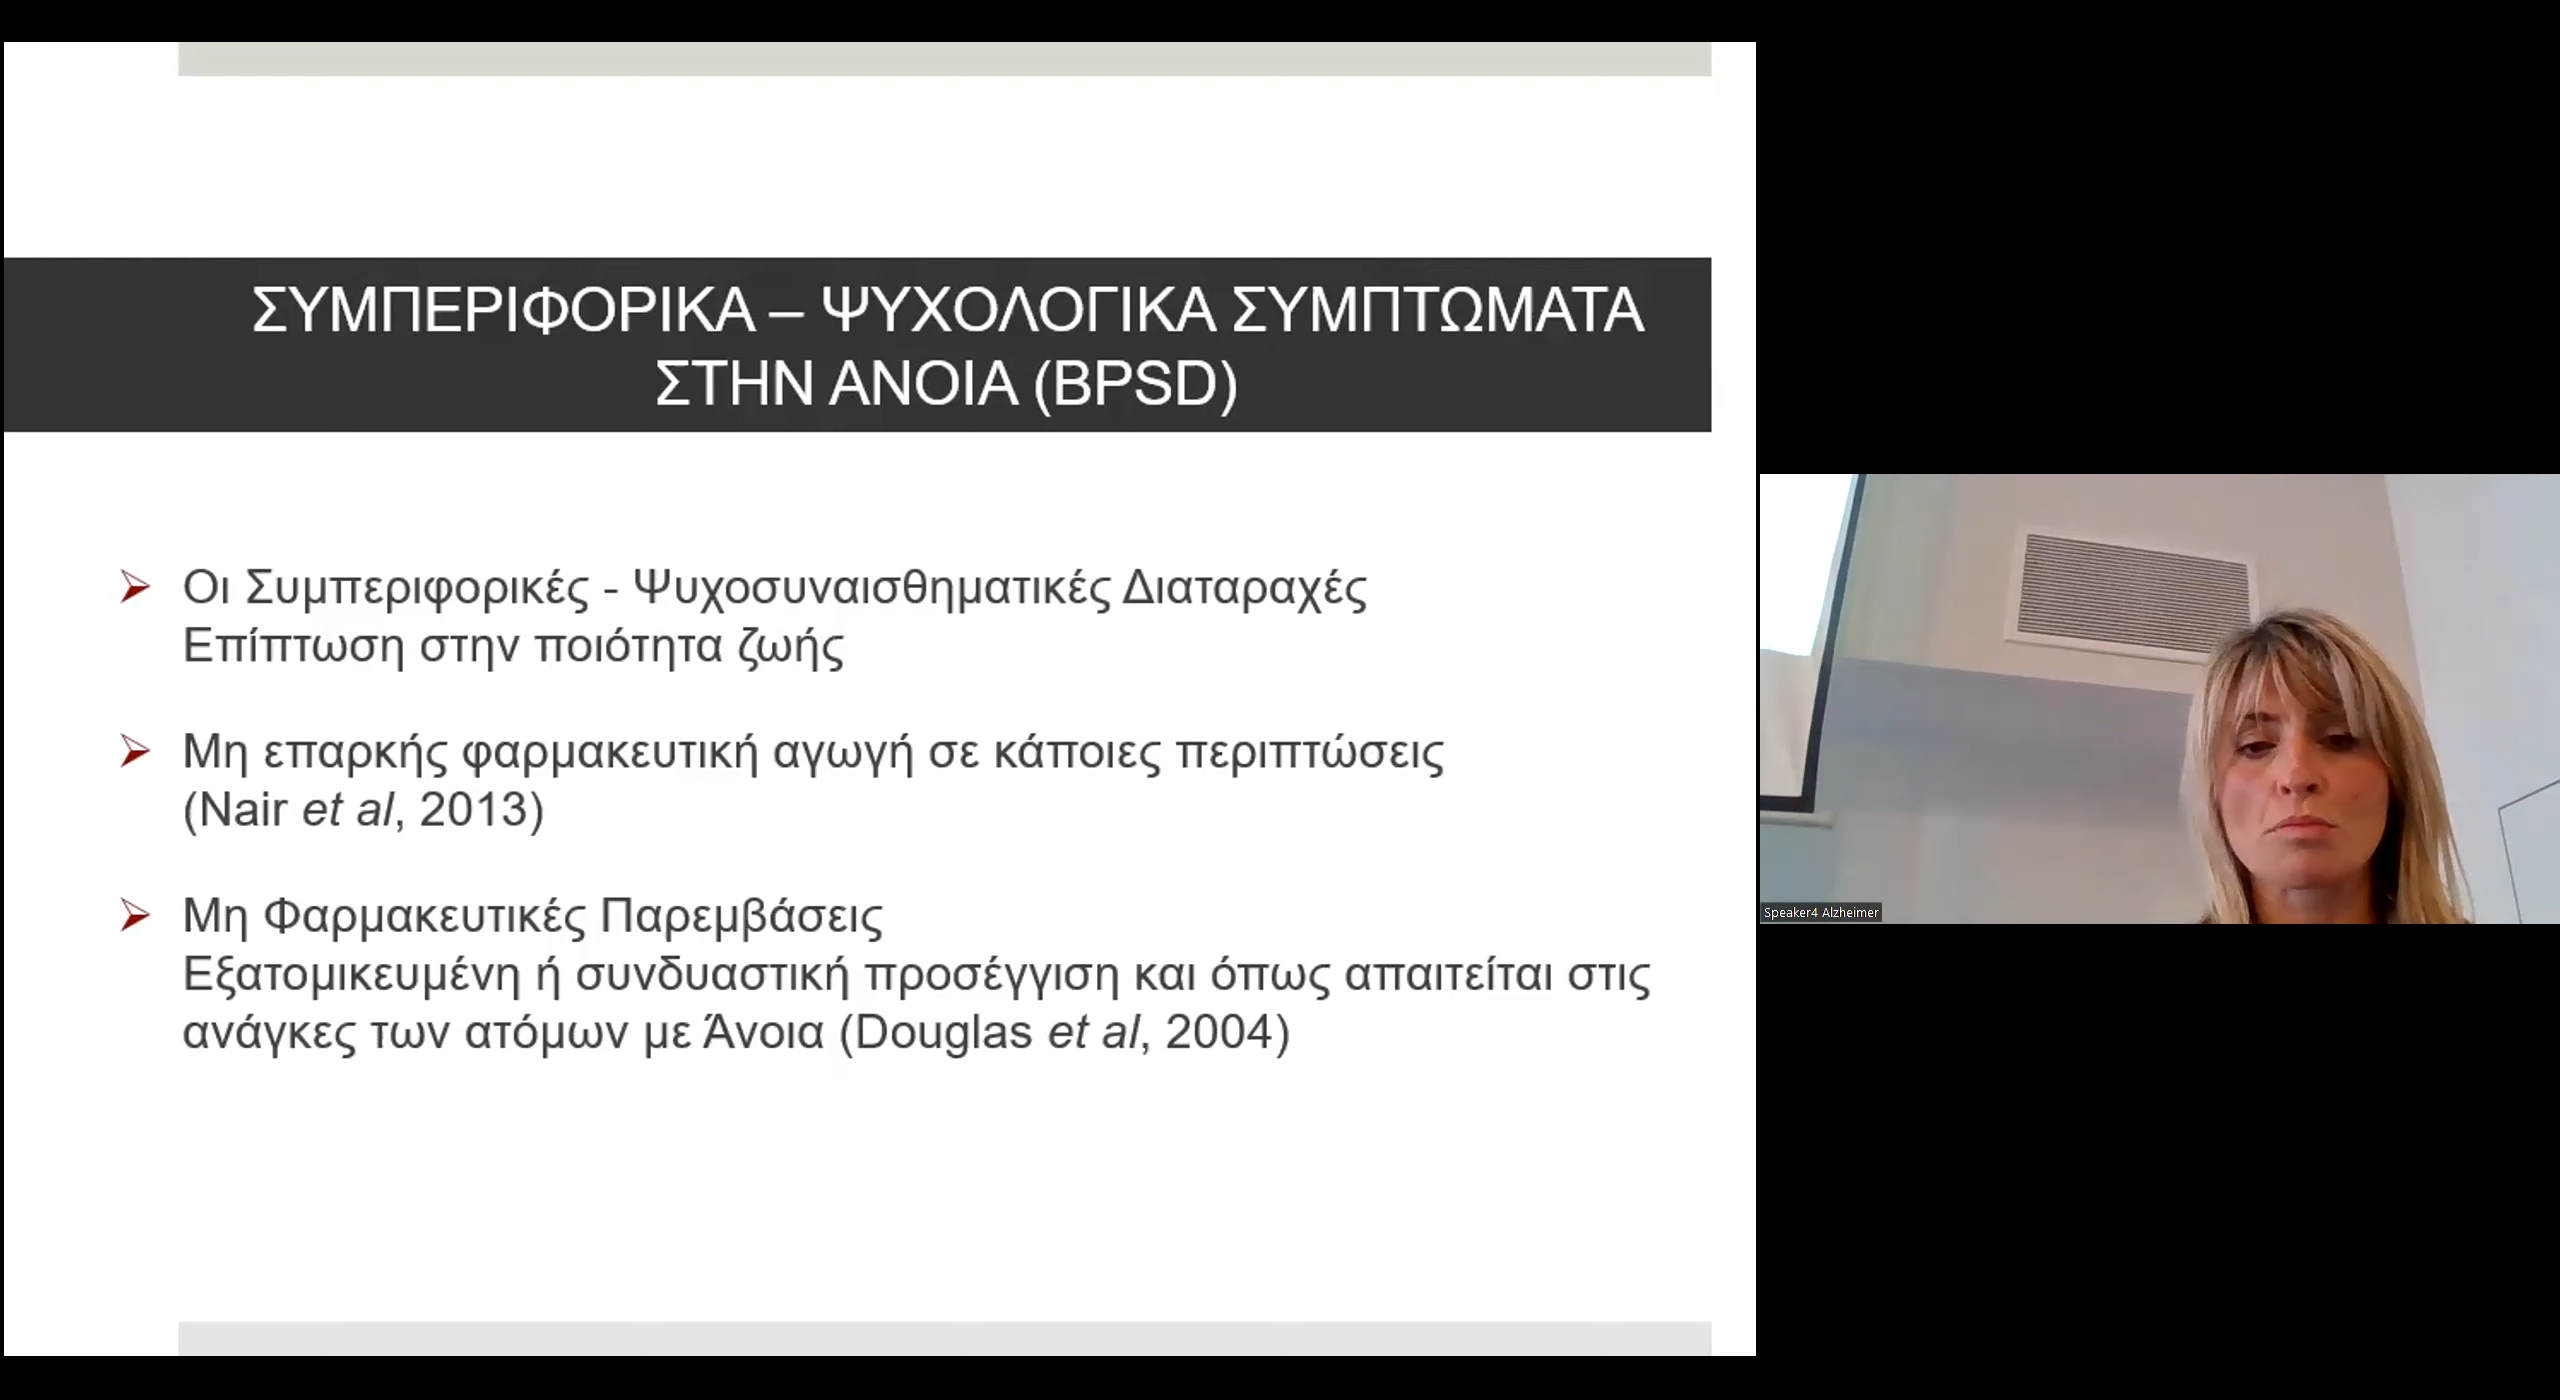 ΣΥΜΠΕΡΙΦΟΡΙΚΑ – ΨΥΧΟΛΟΓΙΚΑ ΣΥΜΠΤΩΜΑΤΑ
ΣΤΗΝ ΑΝΟΙΑ (BPSD)
➢ Οι Συμπεριφορικές - Ψυχοσυναισθηματικές Διαταραχές
Επίπτωση στην ποιότητα ζωής
➢ Μη επαρκής φαρμακευτική αγωγή σε κάποιες περιπτώσεις
(Nair et al, 2013)
➢ Μη Φαρμακευτικές Παρεμβάσεις
Εξατομικευμένη ή συνδυαστική προσέγγιση και όπως απαιτείται στις
ανάγκες των ατόμων με Άνοια (Douglas et al, 2004)
Speaker4 Alzheimer